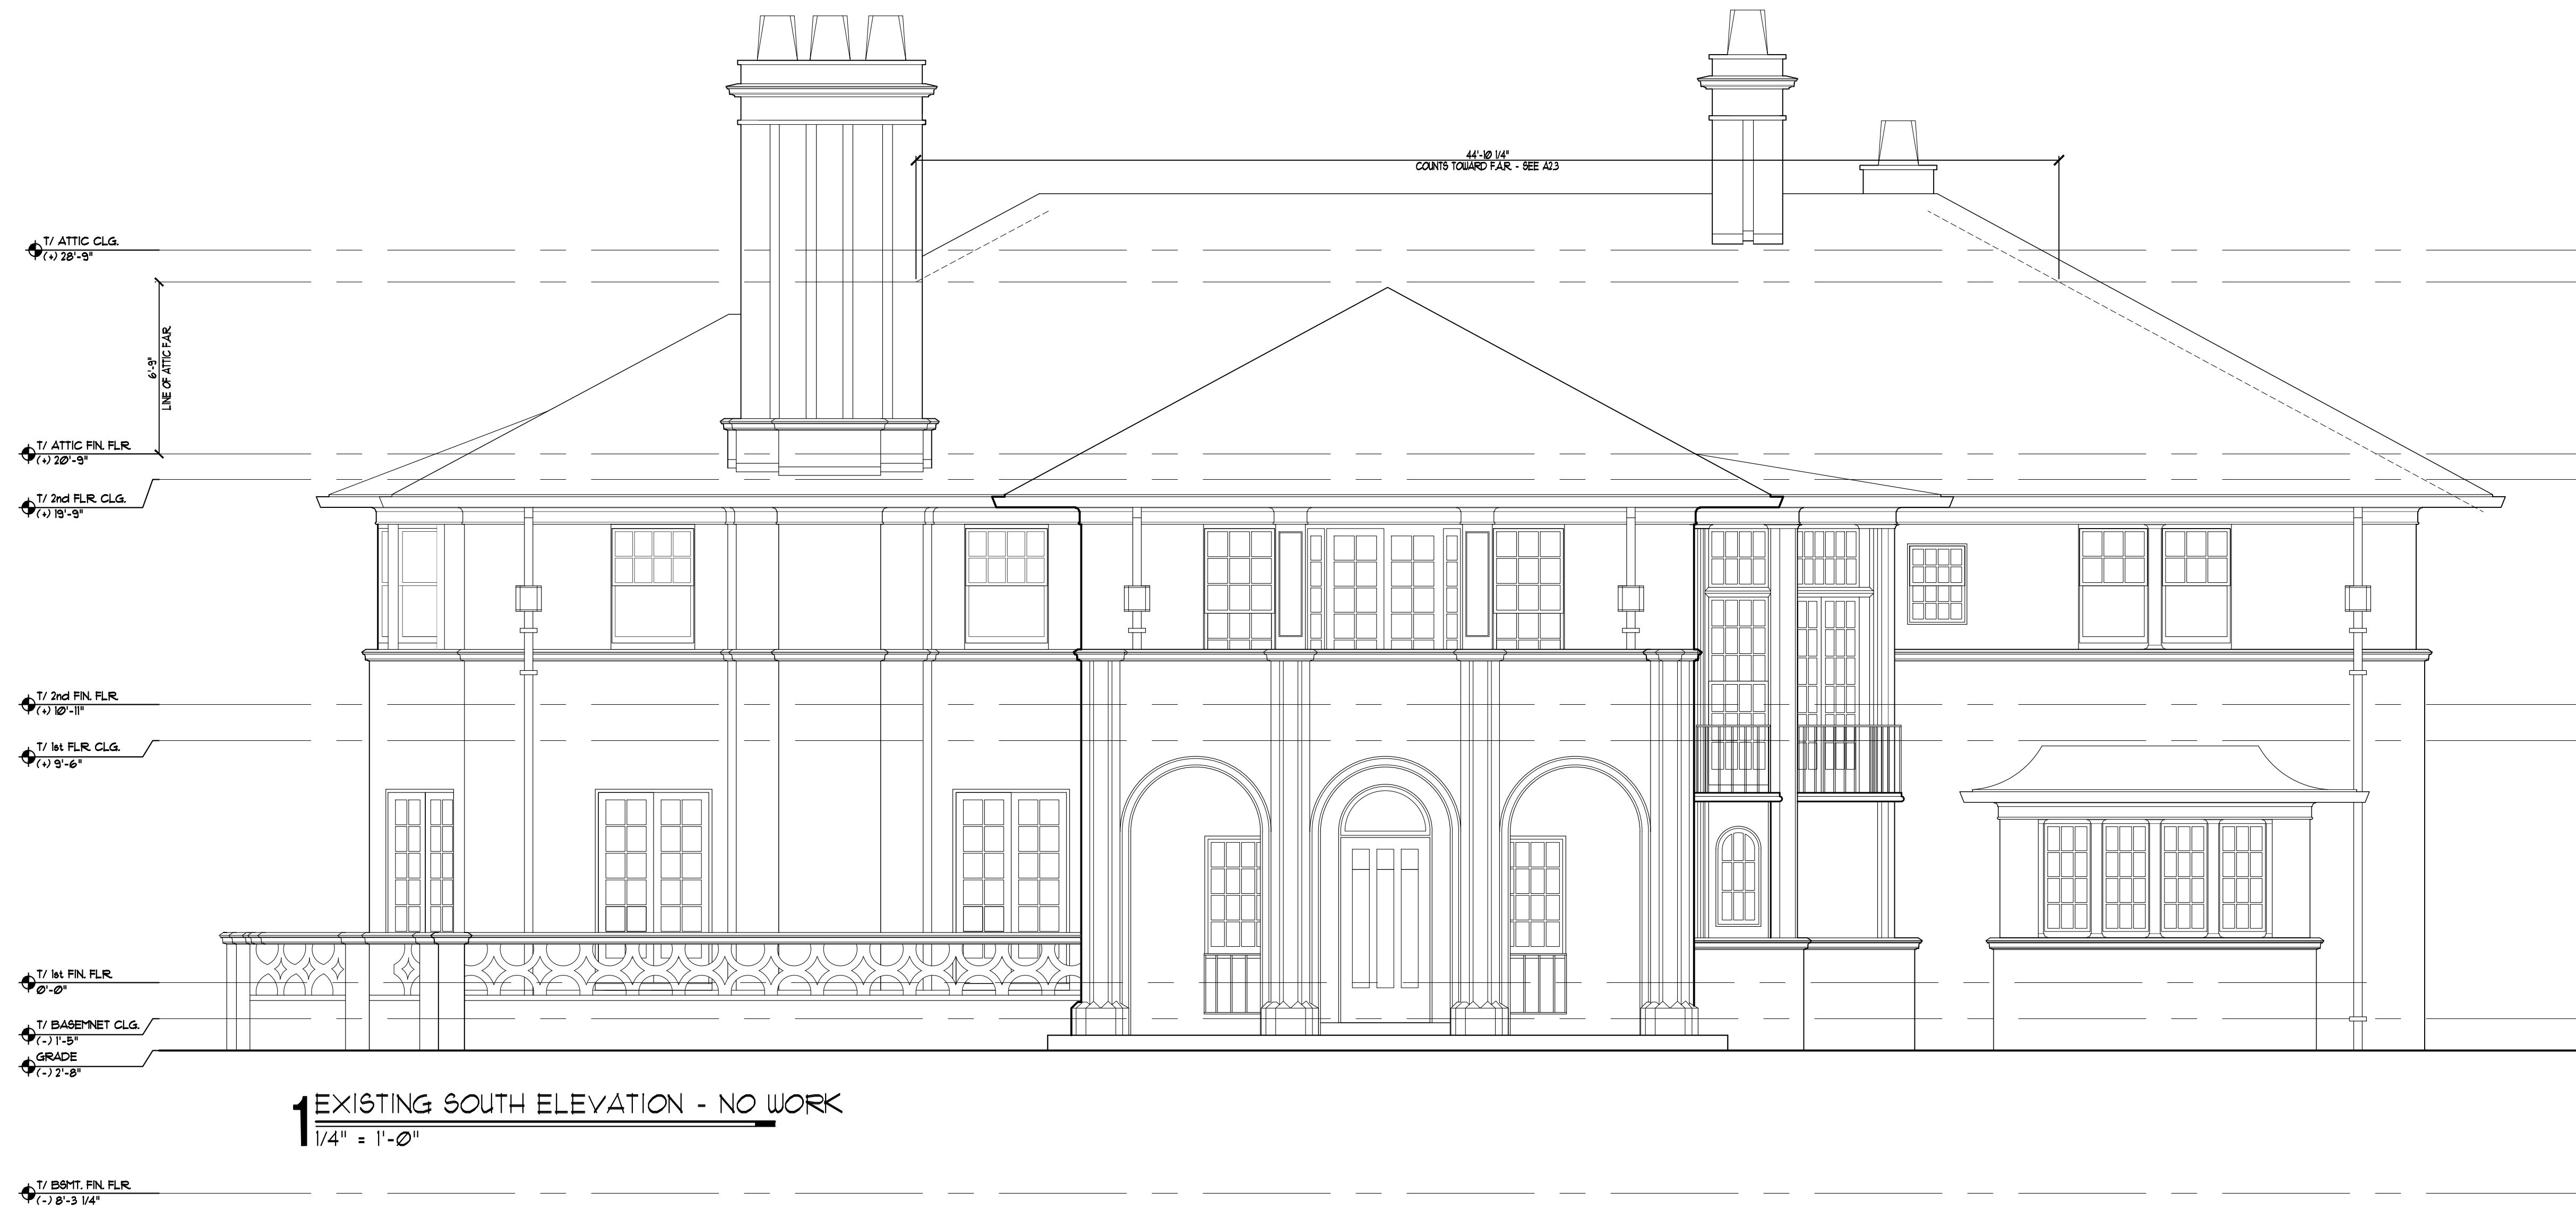 44'-10 1/4"
COUNTS TOWARD F.A.R. - SEE A2.3
T/ ATTIC CLG.
(+) 28'-9"
6'-9"
LINE OF ATTIC F.A.R.
T/ ATTIC FIN. FLR.
(+) 20'-9"
T/ 2nd FLR. CLG.
(+) 19'-9"
T/ 2nd FIN. FLR.
(+) 10'-11"
T/ 1st FLR. CLG.
(+) 9'-6"
T/ 1st FIN. FLR.
0'-0"
T/ BASEMNET CLG.
(-) 1'-5"
GRADE
(-) 2'-8"
1 EXISTING SOUTH ELEVATION - NO WORK
1/4" = 1'-0"
T/ BSMT. FIN. FLR.
(-) 8'-3 1/4"